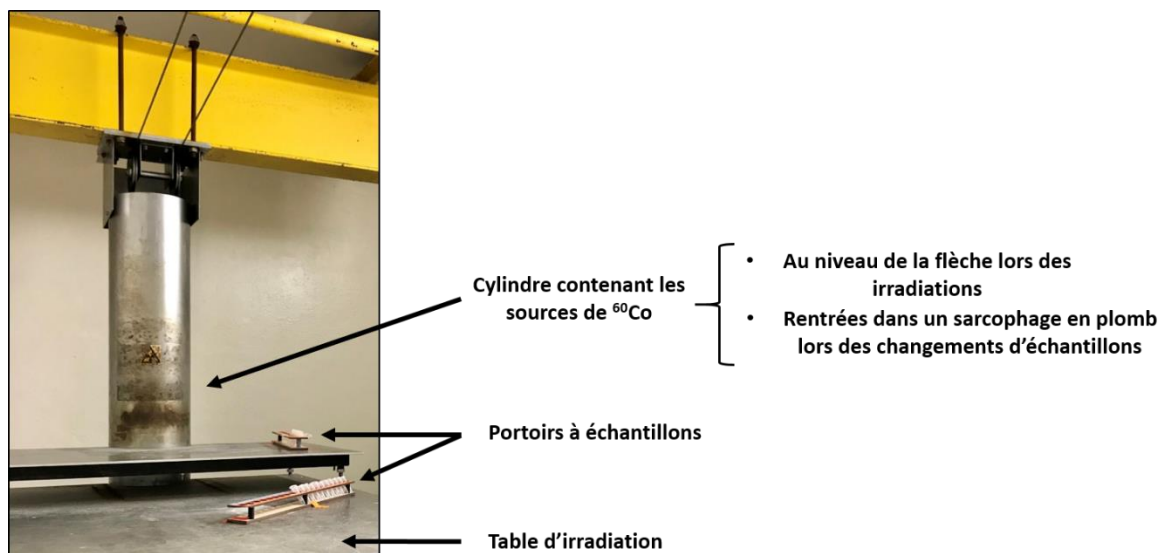 Cylindre contenant les
sources de ⁶⁰Co
• Au niveau de la flèche lors des
irradiations
• Rentrées dans un sarcophage en plomb
lors des changements d’échantillons
Portoirs à échantillons
Table d’irradiation